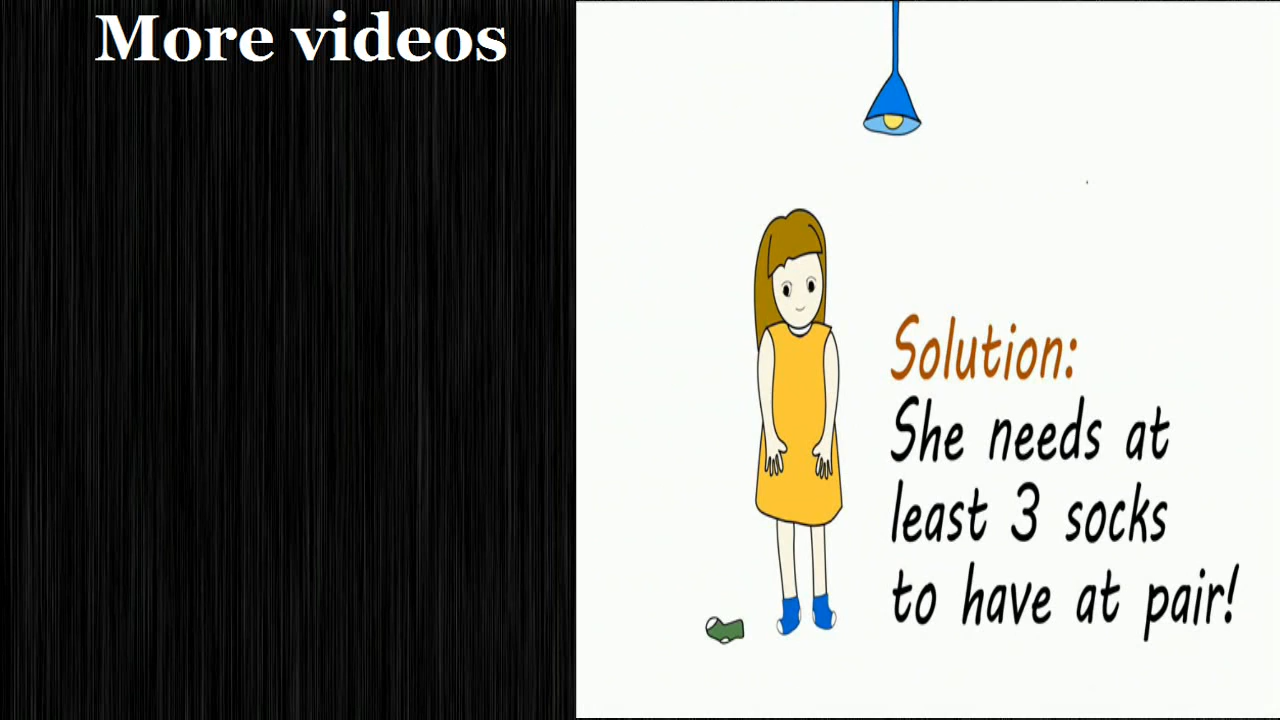 More videos
Solution:
She needs at
least 3 socks
to have at pair!